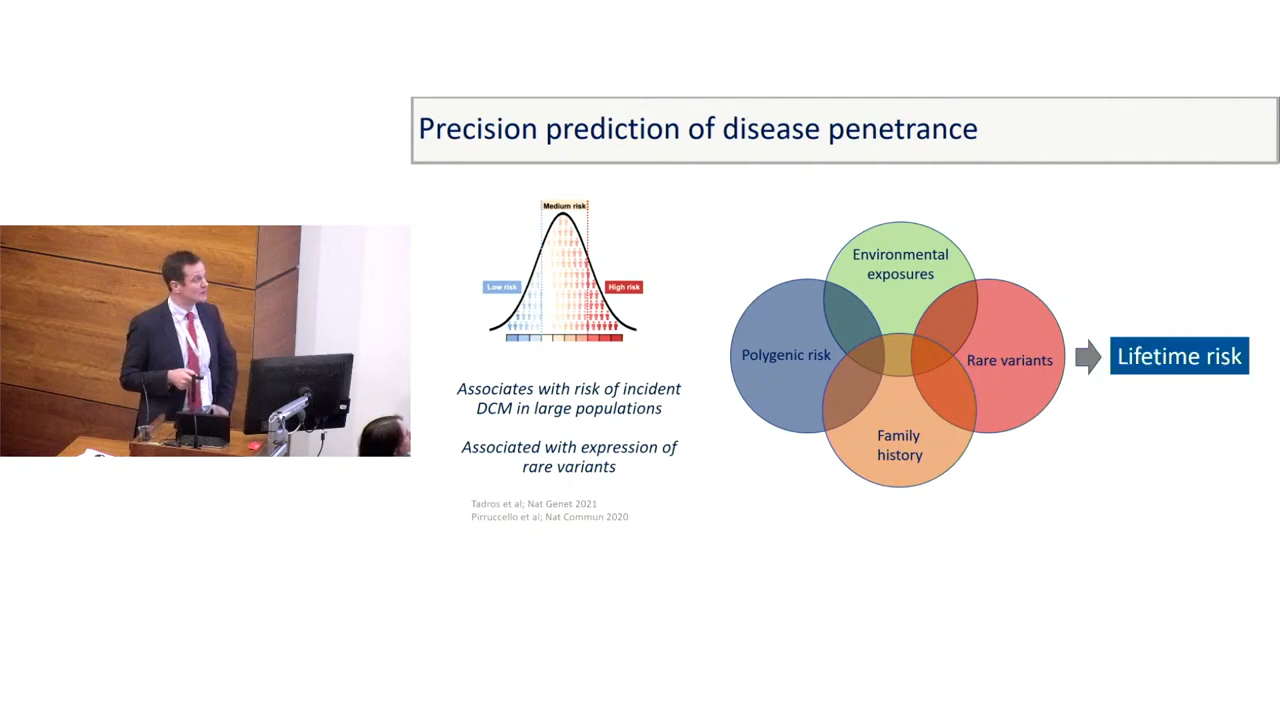 Precision prediction of disease penetrance
Medium risk
Low risk
High risk
Associates with risk of incident
DCM in large populations
Associated with expression of
rare variants
Tadros et al; Nat Genet 2021
Pirruccello et al; Nat Commun 2020
Environmental
exposures
Polygenic risk
Rare variants
Family
history
Lifetime risk